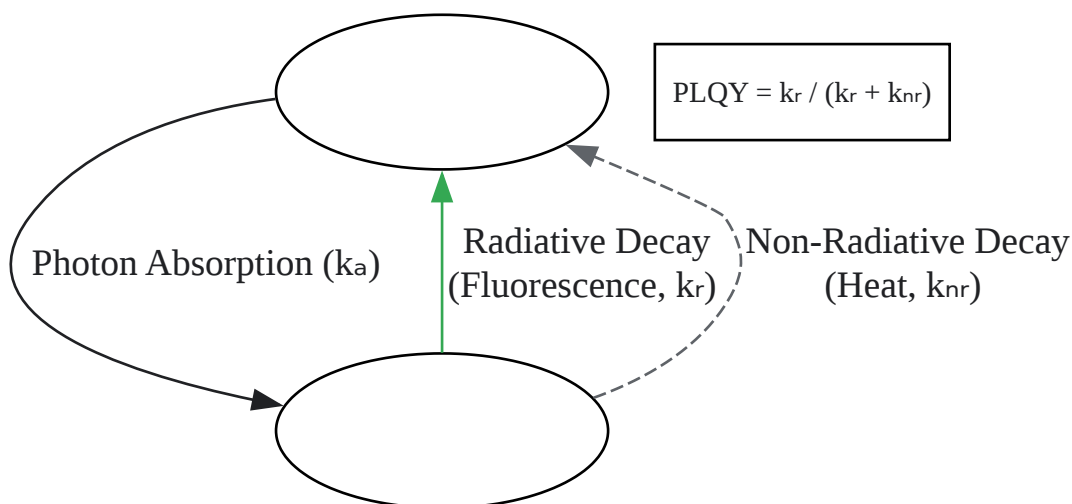 PLQY = kᵣ / (kᵣ + kₙᵣ)
Photon Absorption (kₐ)
Radiative Decay
(Fluorescence, kᵣ)
Non-Radiative Decay
(Heat, kₙᵣ)